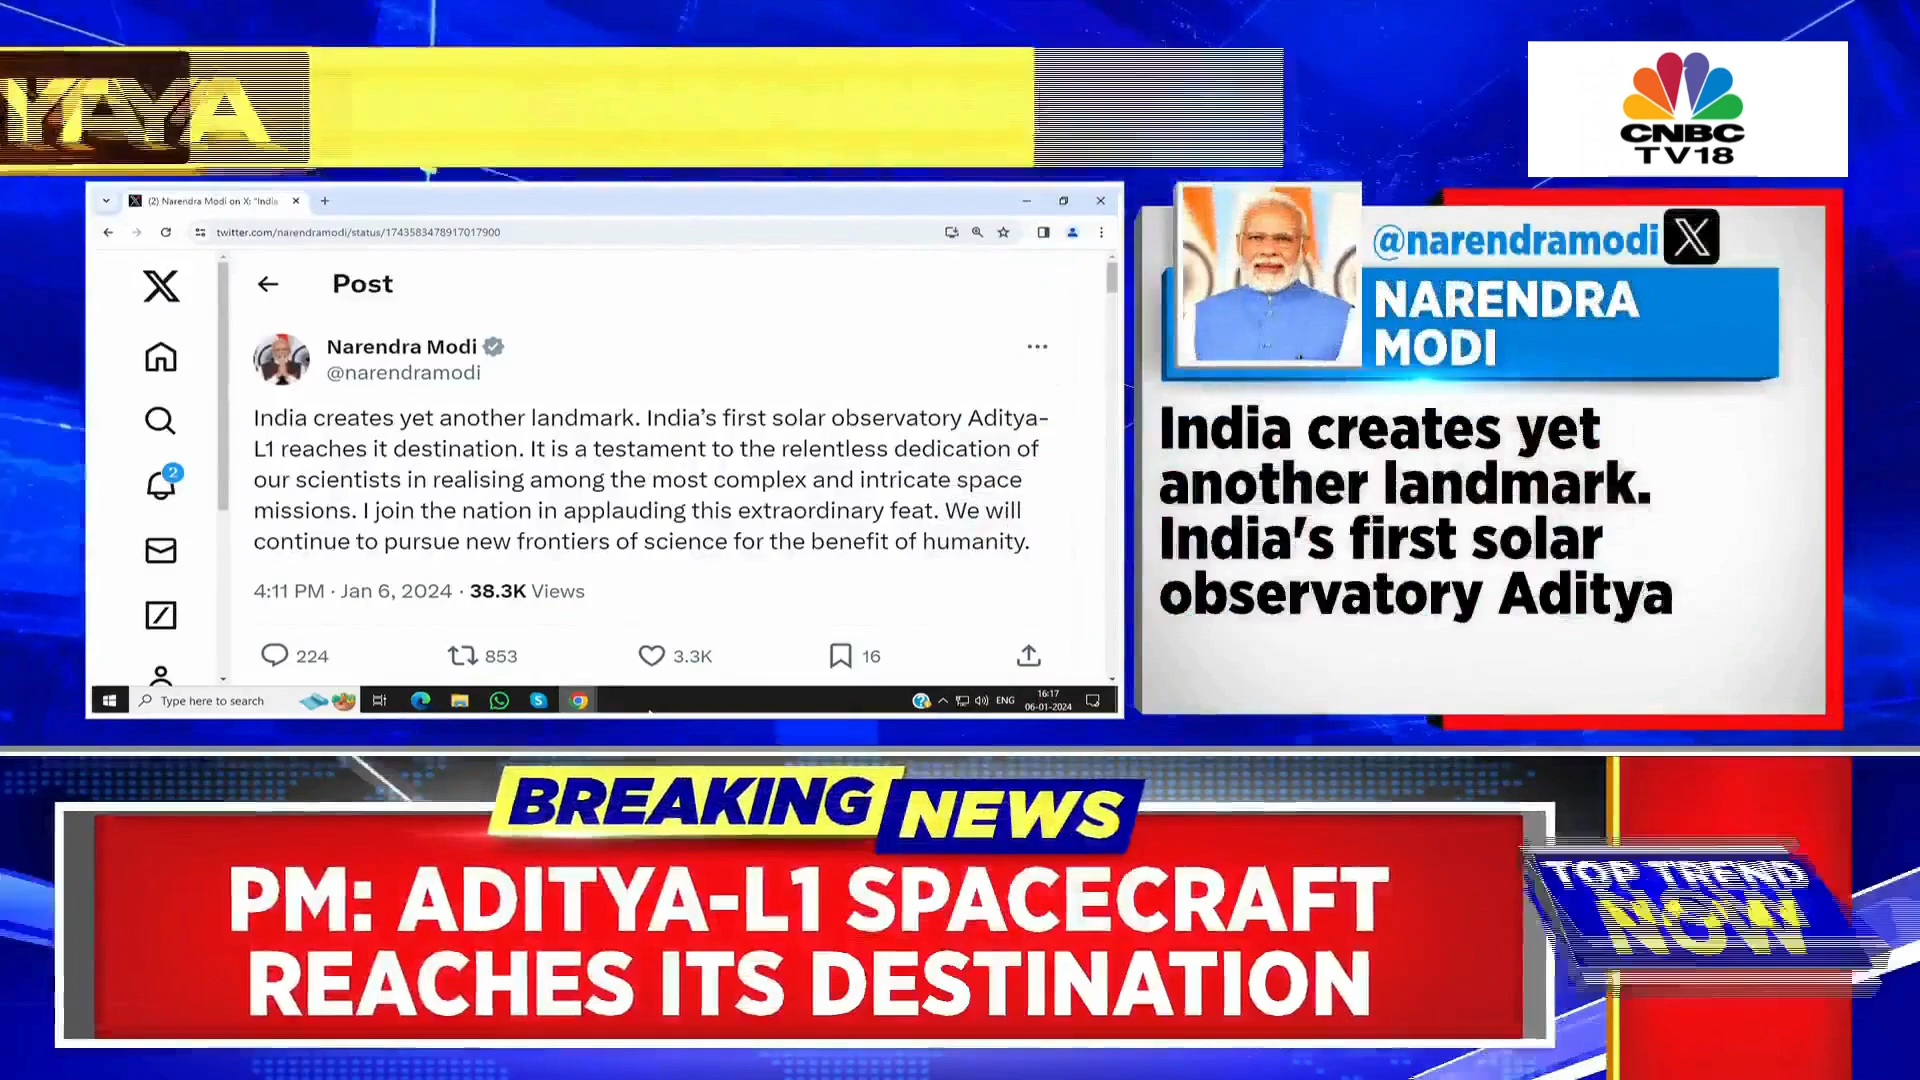 YAYA
CNBC
TV18
(2) Narendra Modi on X: "India
twitter.com/narendramodi/status/1743583478917017900
Post
Narendra Modi
@narendramodi
India creates yet another landmark. India’s first solar observatory Aditya-
L1 reaches it destination. It is a testament to the relentless dedication of
our scientists in realising among the most complex and intricate space
missions. I join the nation in applauding this extraordinary feat. We will
continue to pursue new frontiers of science for the benefit of humanity.
4:11 PM · Jan 6, 2024 · 38.3K Views
2
224 853 3.3K 16
Type here to search
ENG
16:17
06-01-2024
@narendramodi X
NARENDRA
MODI
India creates yet
another landmark.
India's first solar
observatory Aditya
BREAKING NEWS
PM: ADITYA-L1 SPACECRAFT
REACHES ITS DESTINATION
TOP TREND
NOW